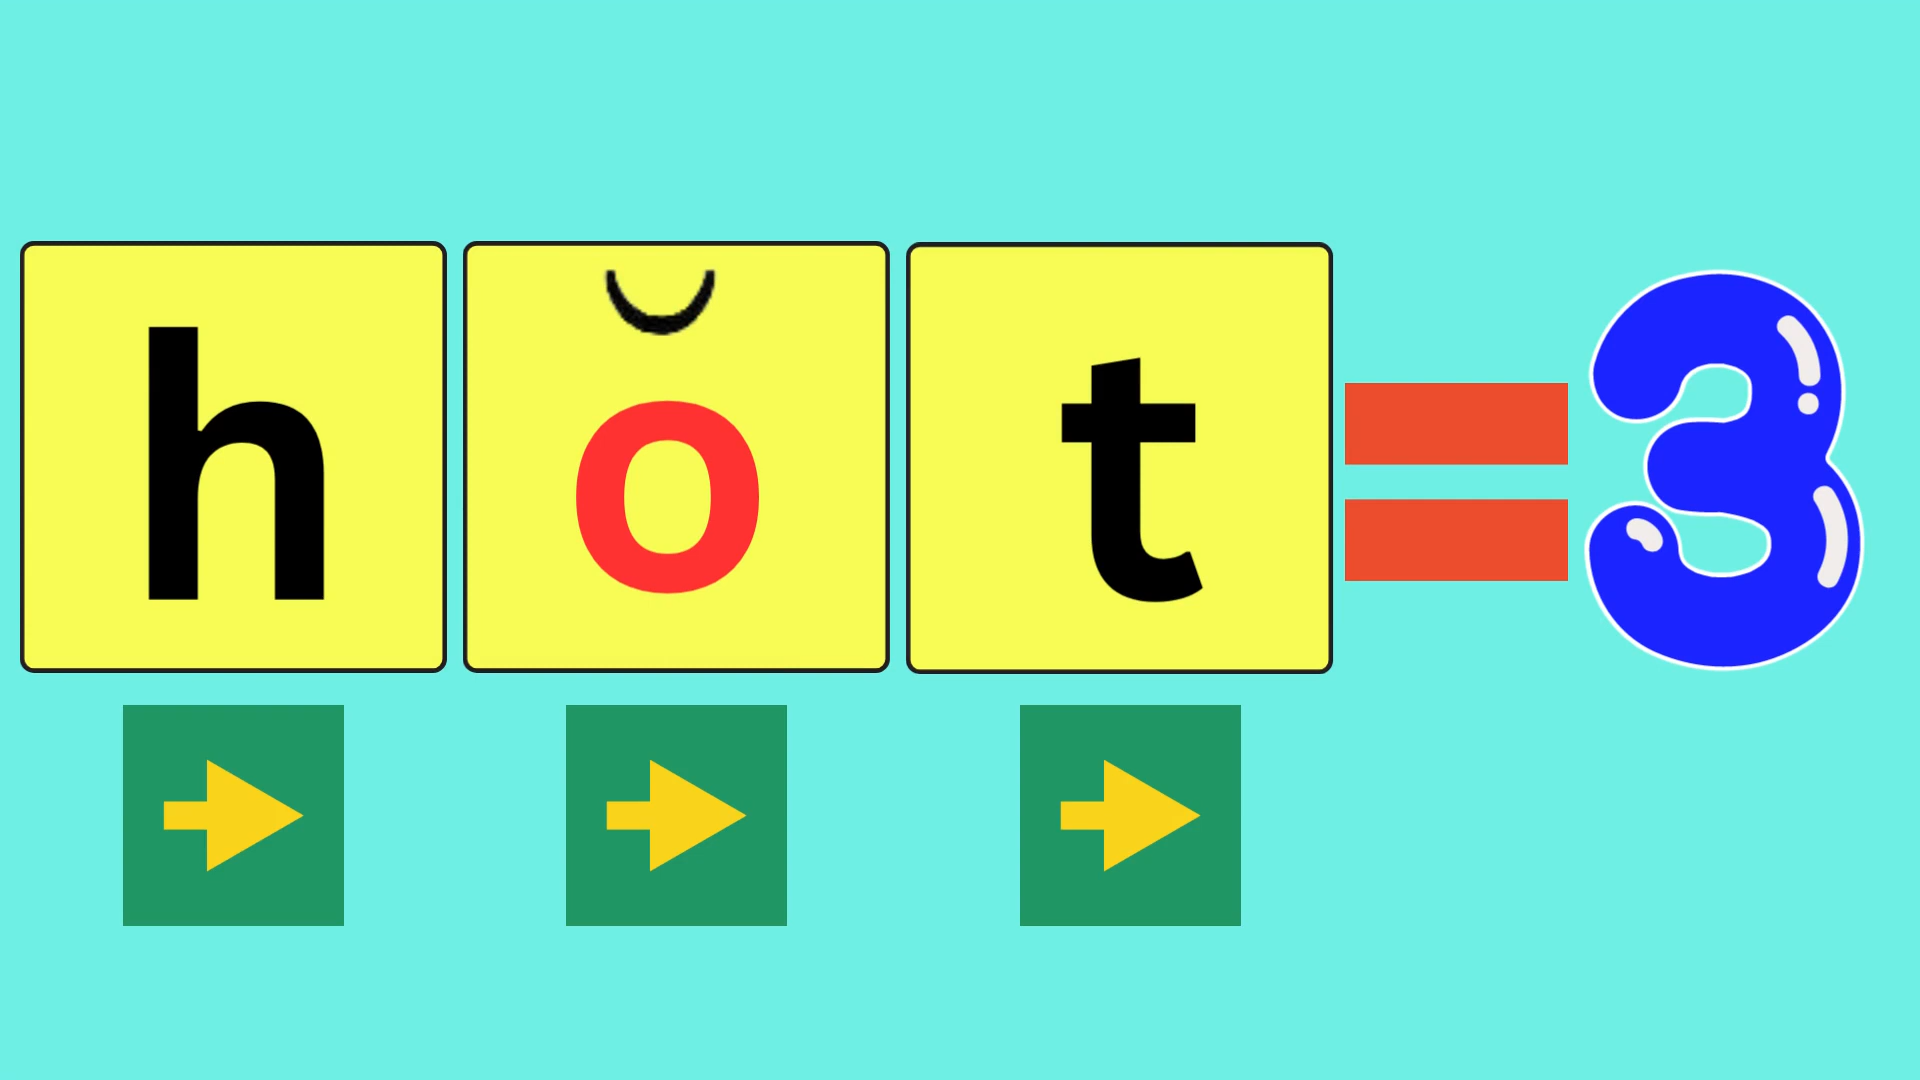 h ŏ t = 3